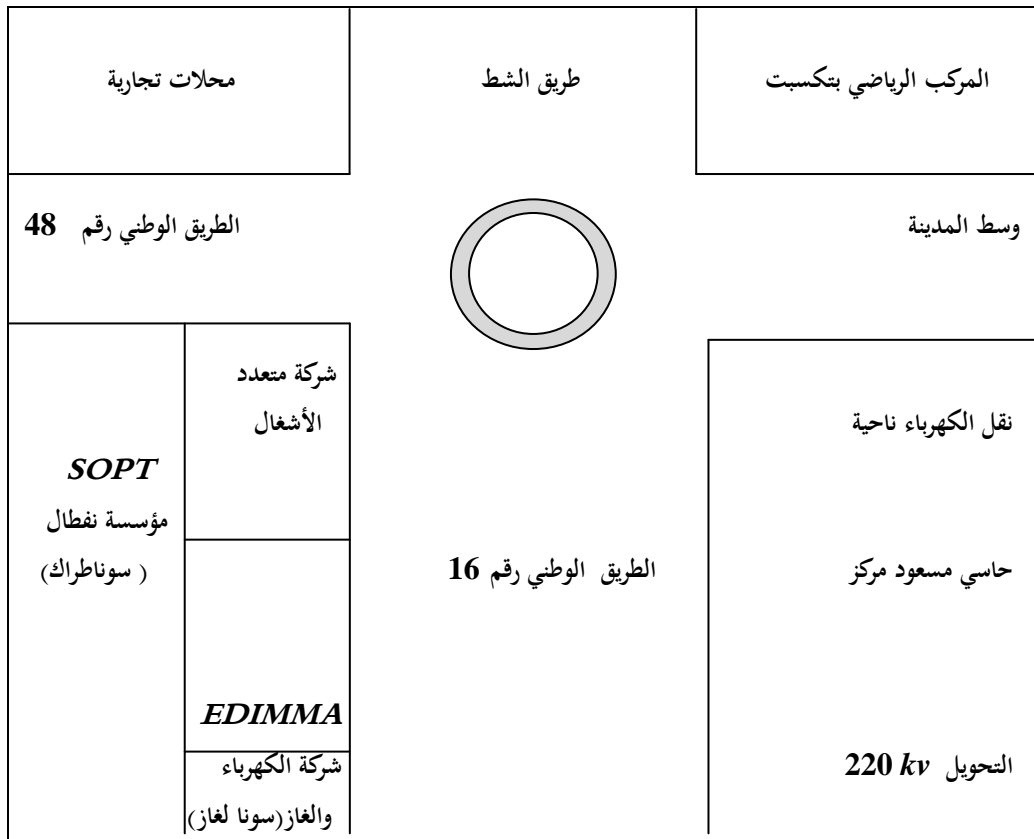 المركب الرياضي بتكسبت
طريق الشط
محلات تجارية
وسط المدينة
الطريق الوطني رقم 48
نقل الكهرباء ناحية
حاسي مسعود مركز
التحويل 220 kv
الطريق الوطني رقم 16
شركة متعدد
الأشغال
EDIMMA
شركة الكهرباء
والغاز(سونا لغاز)
SOPT
مؤسسة نفطال
( سوناطراك)